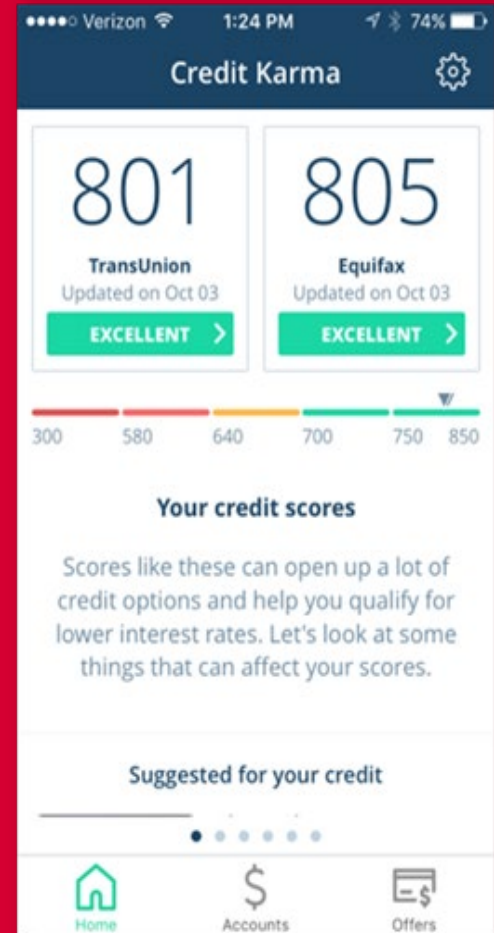 Verizon 1:24 PM 74%
Credit Karma
801 805
TransUnion Equifax
Updated on Oct 03 Updated on Oct 03
EXCELLENT EXCELLENT
300 580 640 700 750 850
Your credit scores
Scores like these can open up a lot of
credit options and help you qualify for
lower interest rates. Let's look at some
things that can affect your scores.
Suggested for your credit
$ $
Home Accounts Offers